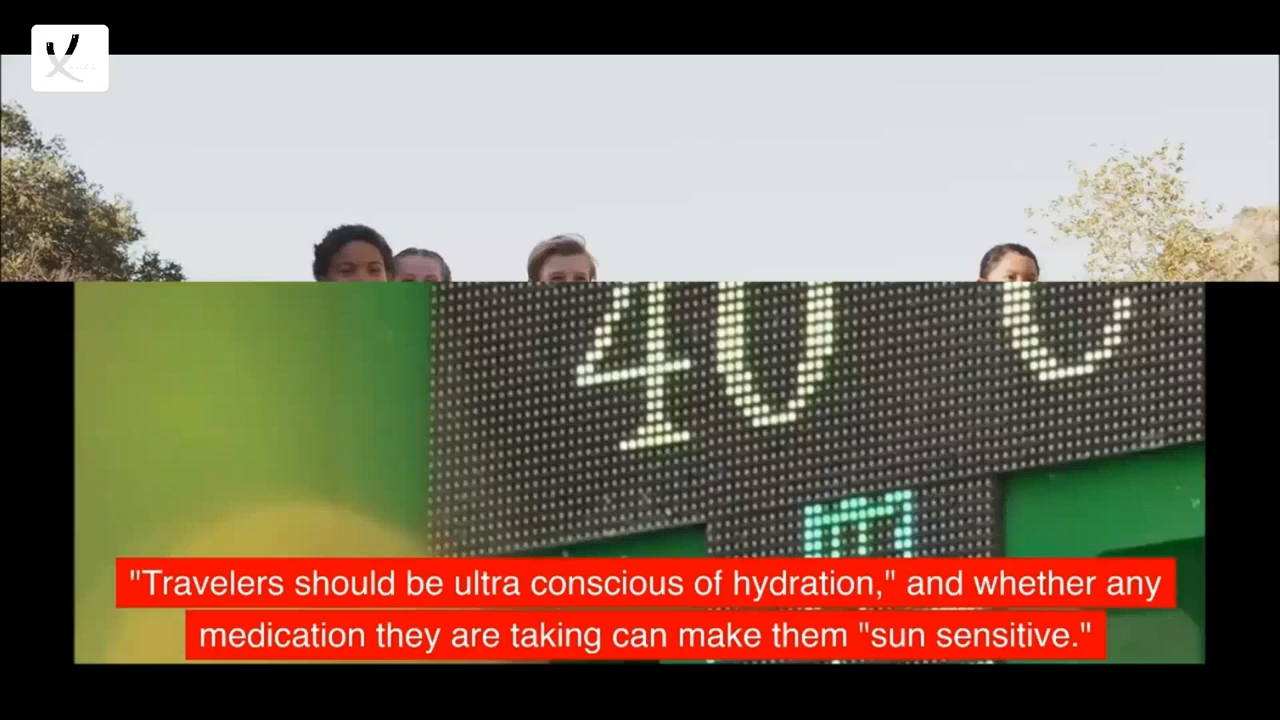 40 C
"Travelers should be ultra conscious of hydration," and whether any
medication they are taking can make them "sun sensitive."